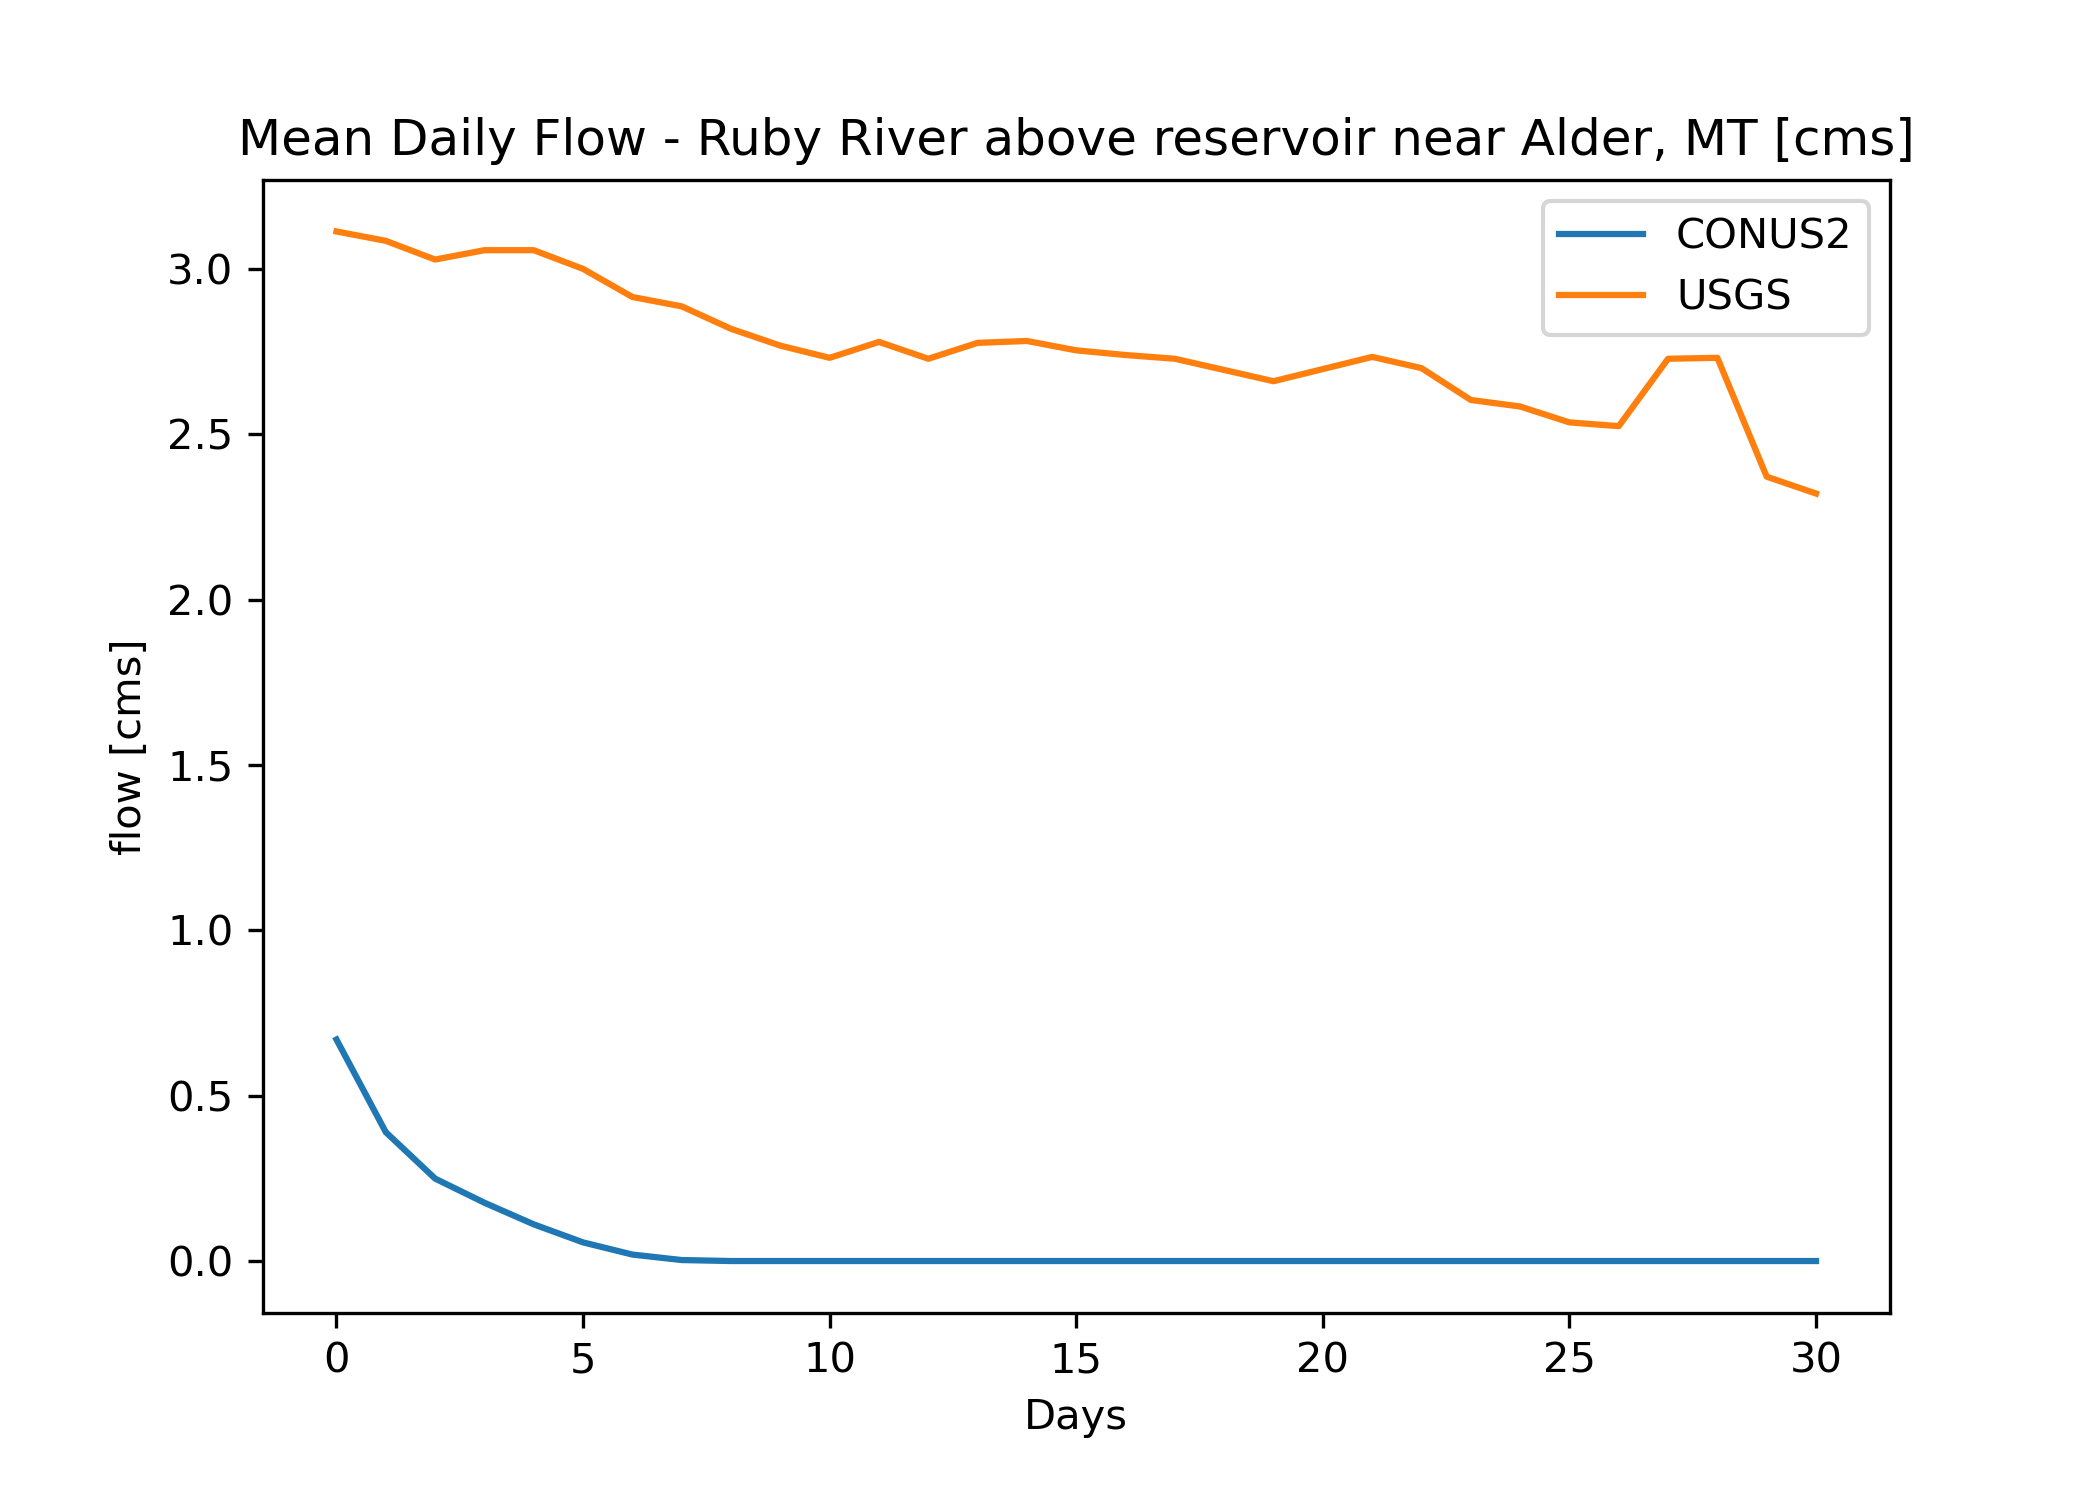 Mean Daily Flow - Ruby River above reservoir near Alder, MT [cms]
CONUS2
USGS
3.0
2.5
2.0
1.5
1.0
0.5
0.0
flow [cms]
0 5 10 15 20 25 30
Days